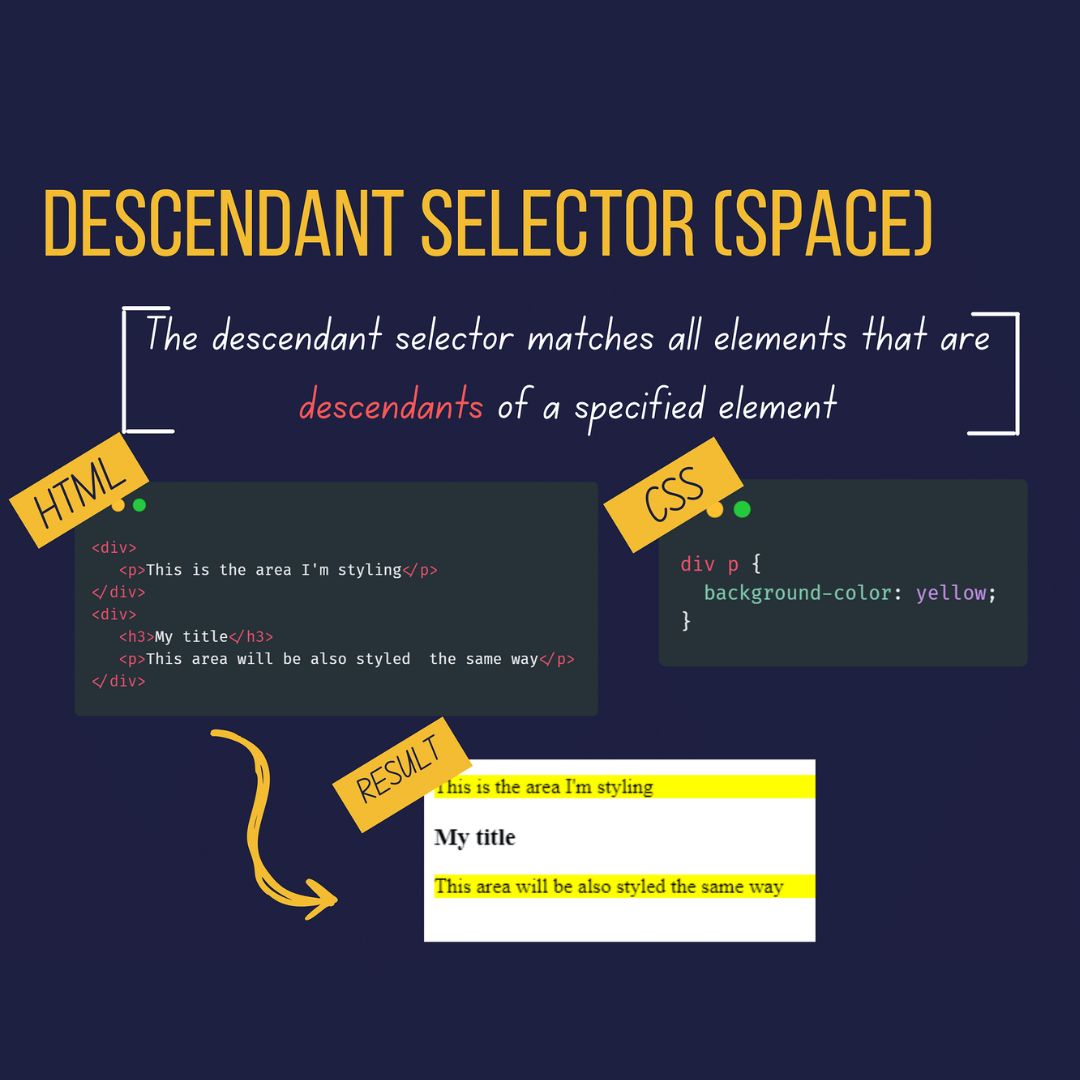 DESCENDANT SELECTOR (SPACE)
The descendant selector matches all elements that are
descendants of a specified element
HTML
<div>
<p>This is the area I'm styling</p>
</div>
<div>
<h3>My title</h3>
<p>This area will be also styled  the same way</p>
</div>
CSS
div p {
background-color: yellow;
}
RESULT
This is the area I'm styling
My title
This area will be also styled the same way